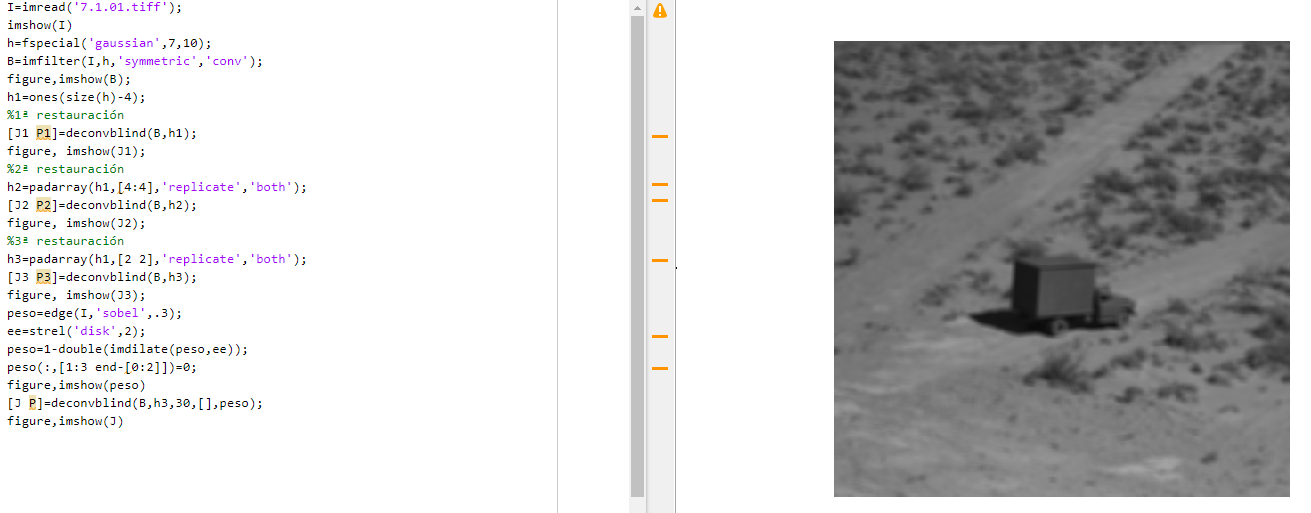 I=imread('7.1.01.tiff');
imshow(I)
h=fspecial('gaussian',7,10);
B=imfilter(I,h,'symmetric','conv');
figure,imshow(B);
h1=ones(size(h)-4);
%1ª restauración
[J1 P1]=deconvblind(B,h1);
figure, imshow(J1);
%2ª restauración
h2=padarray(h1,[4:4],'replicate','both');
[J2 P2]=deconvblind(B,h2);
figure, imshow(J2);
%3ª restauración
h3=padarray(h1,[2 2],'replicate','both');
[J3 P3]=deconvblind(B,h3);
figure, imshow(J3);
peso=edge(I,'sobel',.3);
ee=strel('disk',2);
peso=1-double(imdilate(peso,ee));
peso(:,[1:3 end-[0:2]])=0;
figure,imshow(peso)
[J P]=deconvblind(B,h3,30,[],peso);
figure,imshow(J)